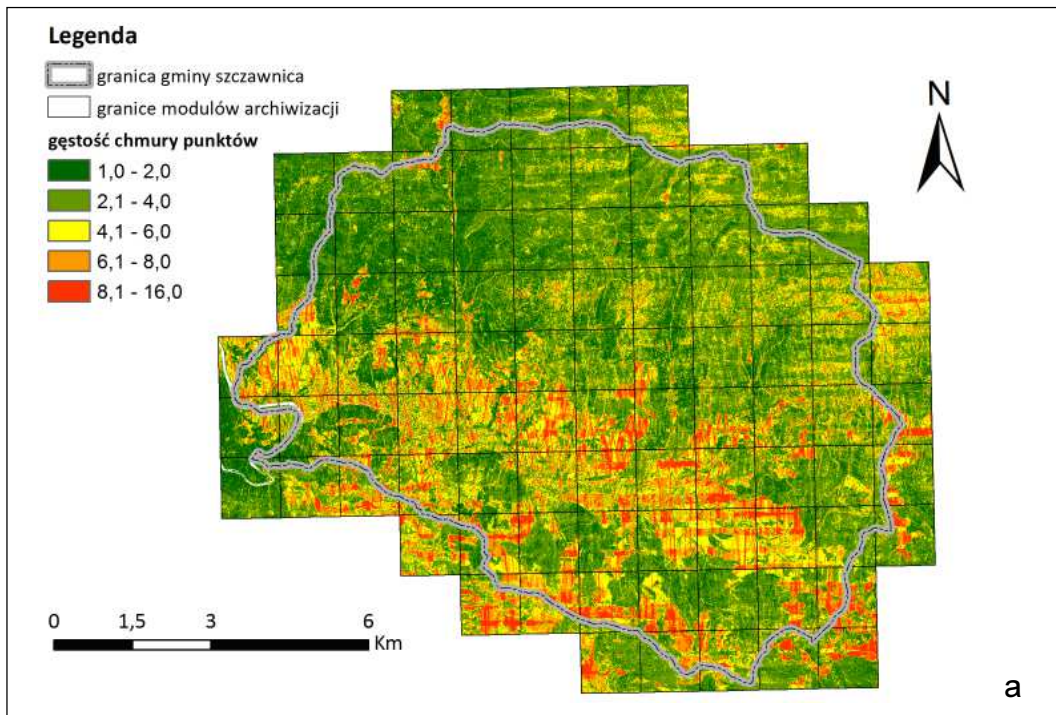 Legenda
granica gminy szczawnica
granice modułów archiwizacji
gęstość chmury punktów
1,0 - 2,0
2,1 - 4,0
4,1 - 6,0
6,1 - 8,0
8,1 - 16,0
N
0 1,5 3 6
Km
a